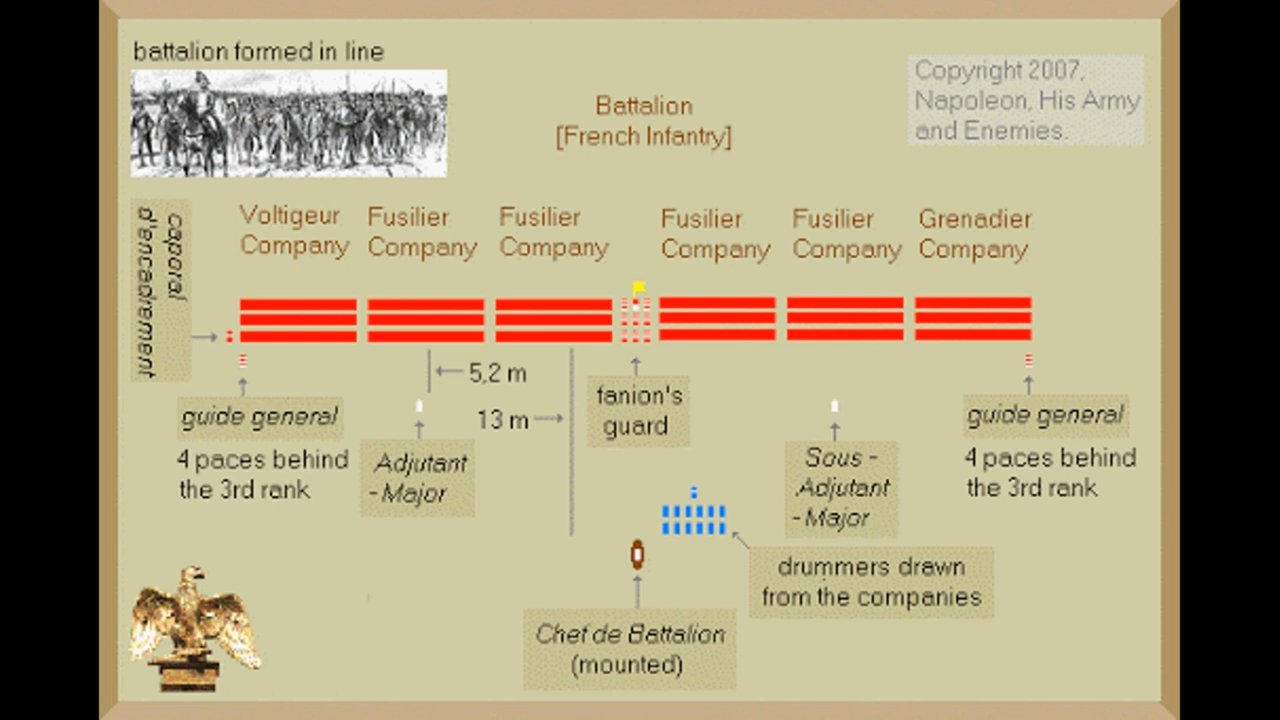 battalion formed in line
Battalion
[French Infantry]
Copyright 2007,
Napoleon, His Army
and Enemies.
caporal
d'encadrement
Voltigeur
Company
Fusilier
Company
Fusilier
Company
Fusilier
Company
Fusilier
Company
Grenadier
Company
5,2 m
13 m
fanion's
guard
guide general
4 paces behind
the 3rd rank
Adjutant
-Major
Sous-
Adjutant
-Major
guide general
4 paces behind
the 3rd rank
drummers drawn
from the companies
Chef de Battalion
(mounted)